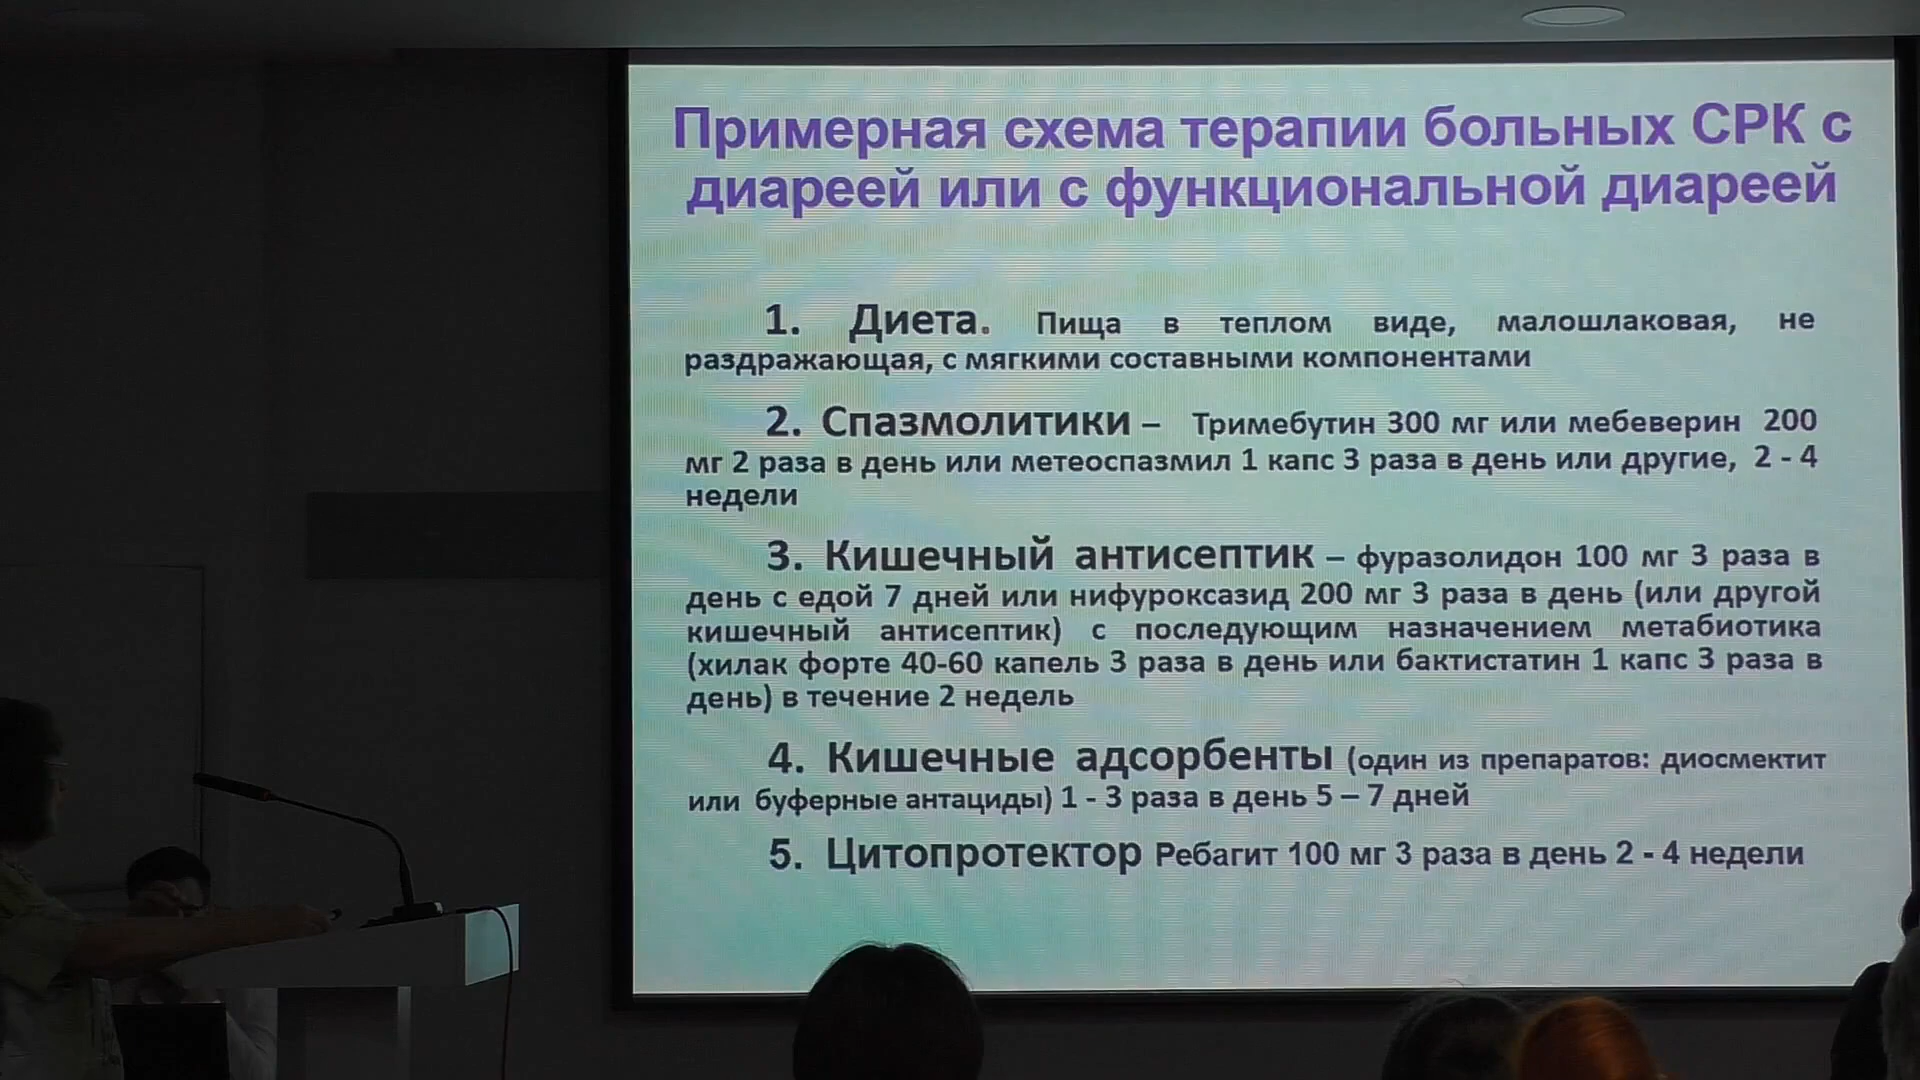 Примерная схема терапии больных СРК с
диареей или с функциональной диареей
1. Диета. Пища в теплом виде, малошлаковая, не
раздражающая, с мягкими составными компонентами
2. Спазмолитики – Тримебутин 300 мг или мебеверин 200
мг 2 раза в день или метеоспазмил 1 капс 3 раза в день или другие, 2 - 4
недели
3. Кишечный антисептик – фуразолидон 100 мг 3 раза в
день с едой 7 дней или нифуроксазид 200 мг 3 раза в день (или другой
кишечный антисептик) с последующим назначением метабиотика
(хилак форте 40-60 капель 3 раза в день или бактистатин 1 капс 3 раза в
день) в течение 2 недель
4. Кишечные адсорбенты (один из препаратов: диосмектит
или буферные антациды) 1 - 3 раза в день 5 – 7 дней
5. Цитопротектор Ребагит 100 мг 3 раза в день 2 - 4 недели